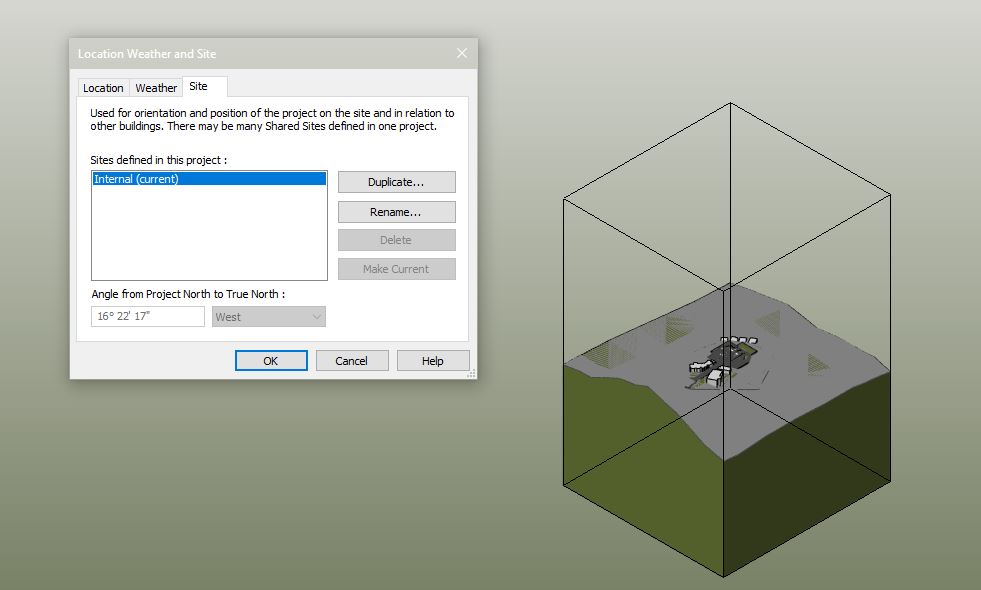 Location Weather and Site
Location Weather Site
Used for orientation and position of the project on the site and in relation to
other buildings. There may be many Shared Sites defined in one project.
Sites defined in this project :
Internal (current)
Duplicate...
Rename...
Delete
Make Current
Angle from Project North to True North :
16° 22' 17"
West
OK Cancel Help